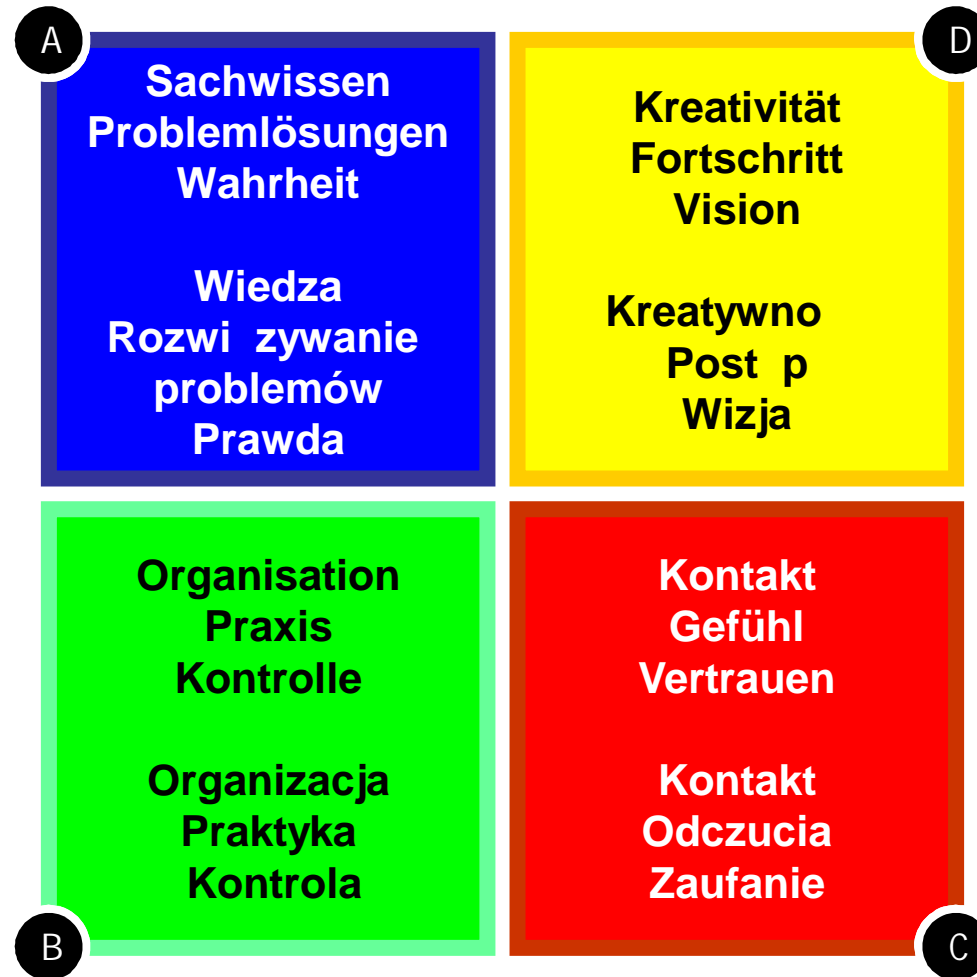 A
Sachwissen
Problemlösungen
Wahrheit
Wiedza
Rozwi zywanie
problemów
Prawda
D
Kreativität
Fortschritt
Vision
Kreatywno
Post p
Wizja
Organisation
Praxis
Kontrolle
Organizacja
Praktyka
Kontrola
B
Kontakt
Gefühl
Vertrauen
Kontakt
Odczucia
Zaufanie
C